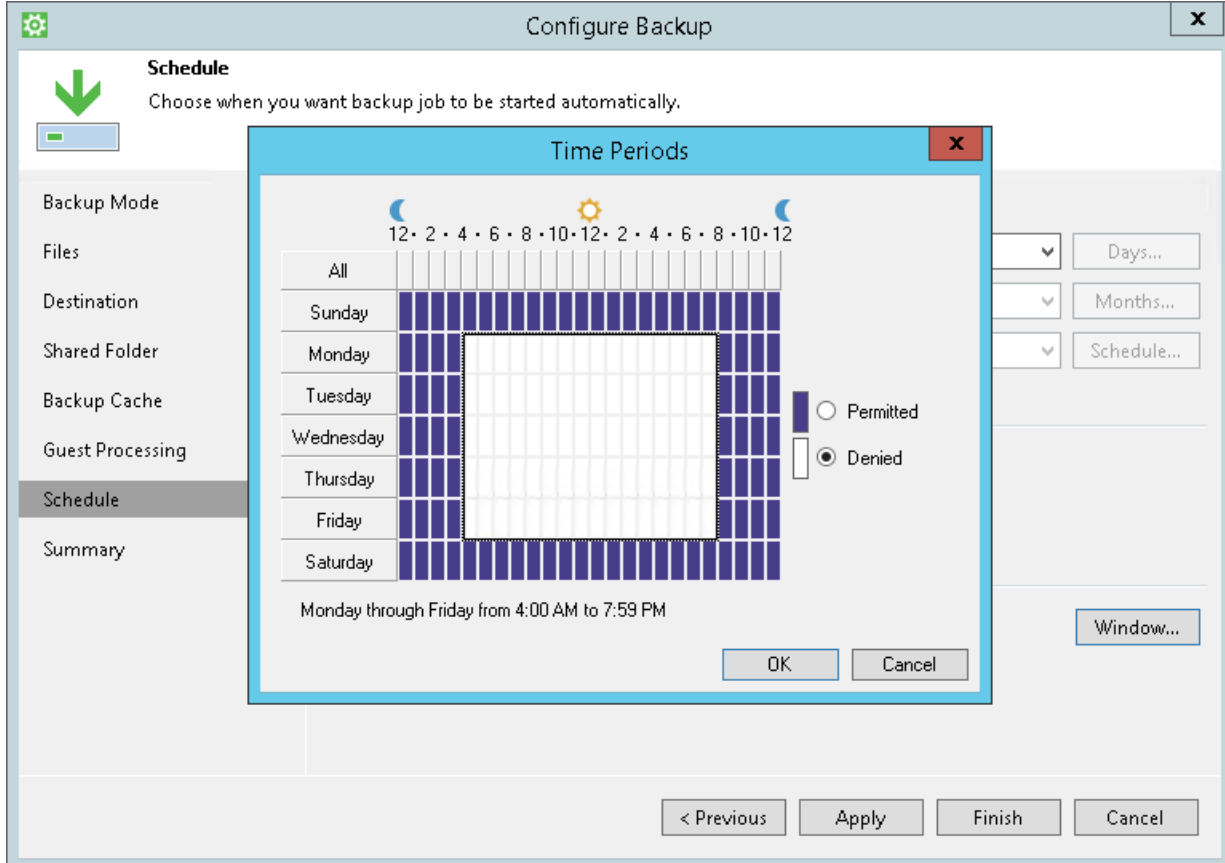 Configure Backup
x
Schedule
Choose when you want backup job to be started automatically.
Time Periods
x
Backup Mode
Files
Destination
Shared Folder
Backup Cache
Guest Processing
Schedule
Summary
12 · 2 · 4 · 6 · 8 · 10 · 12 · 2 · 4 · 6 · 8 · 10 · 12
All
Sunday
Monday
Tuesday
Wednesday
Thursday
Friday
Saturday
Permitted
Denied
Monday through Friday from 4:00 AM to 7:59 PM
OK
Cancel
Days...
Months...
Schedule...
Window...
< Previous
Apply
Finish
Cancel